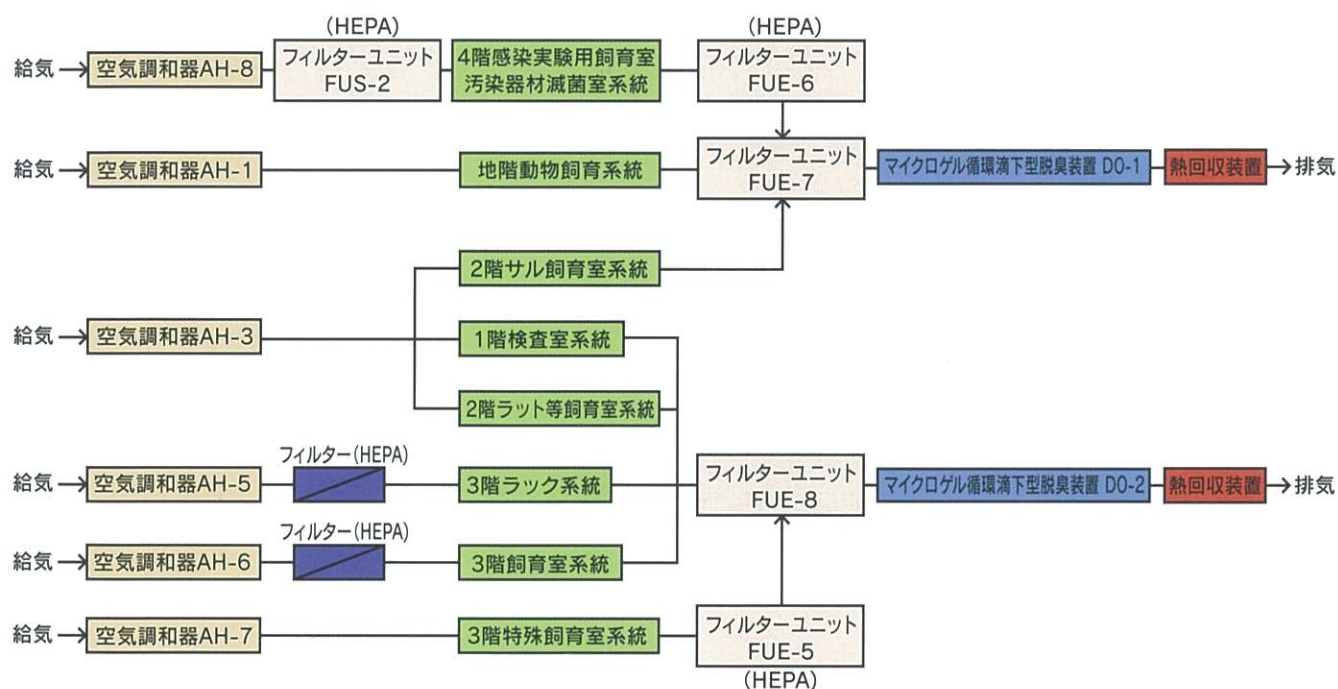 (HEPA)
(HEPA)
給気
空気調和器AH-8
フィルターユニット
FUS-2
4階感染実験用飼育室
汚染器材滅菌室系統
フィルターユニット
FUE-6
給気
空気調和器AH-1
地階動物飼育系統
フィルターユニット
FUE-7
マイクロゲル循環滴下型脱臭装置 DO-1
熱回収装置
排気
2階サル飼育室系統
給気
空気調和器AH-3
1階検査室系統
2階ラット等飼育室系統
フィルター(HEPA)
給気
空気調和器AH-5
3階ラック系統
フィルターユニット
FUE-8
マイクロゲル循環滴下型脱臭装置 DO-2
熱回収装置
排気
フィルター(HEPA)
給気
空気調和器AH-6
3階飼育室系統
給気
空気調和器AH-7
3階特殊飼育室系統
フィルターユニット
FUE-5
(HEPA)